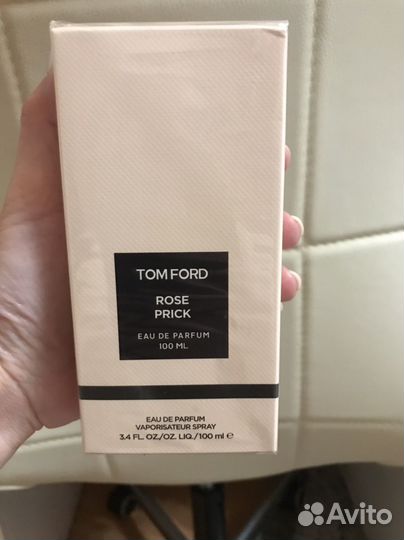 TOM FORD
ROSE
PRICK
EAU DE PARFUM
100 ML
EAU DE PARFUM
VAPORISATEUR SPRAY
3.4 FL. OZ./OZ. LIQ./100 ml ℮
Avito